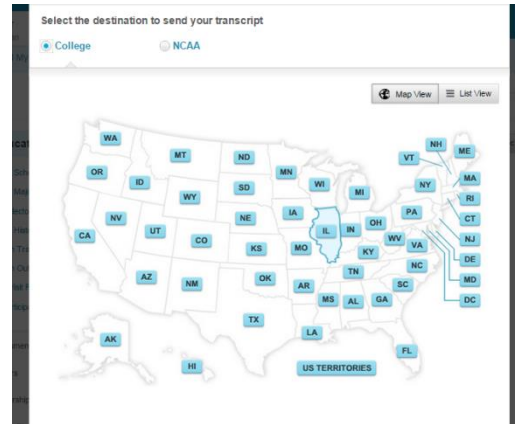 Select the destination to send your transcript
College NCAA
Map View List View
WA
OR
CA
NV
ID
MT
WY
UT
AZ
CO
NM
ND
SD
NE
KS
OK
TX
MN
IA
MO
AR
LA
WI
IL
MI
IN
OH
KY
TN
MS
AL
GA
FL
SC
NC
VA
WV
PA
NY
VT
NH
ME
MA
RI
CT
NJ
DE
MD
DC
AK
HI
US TERRITORIES